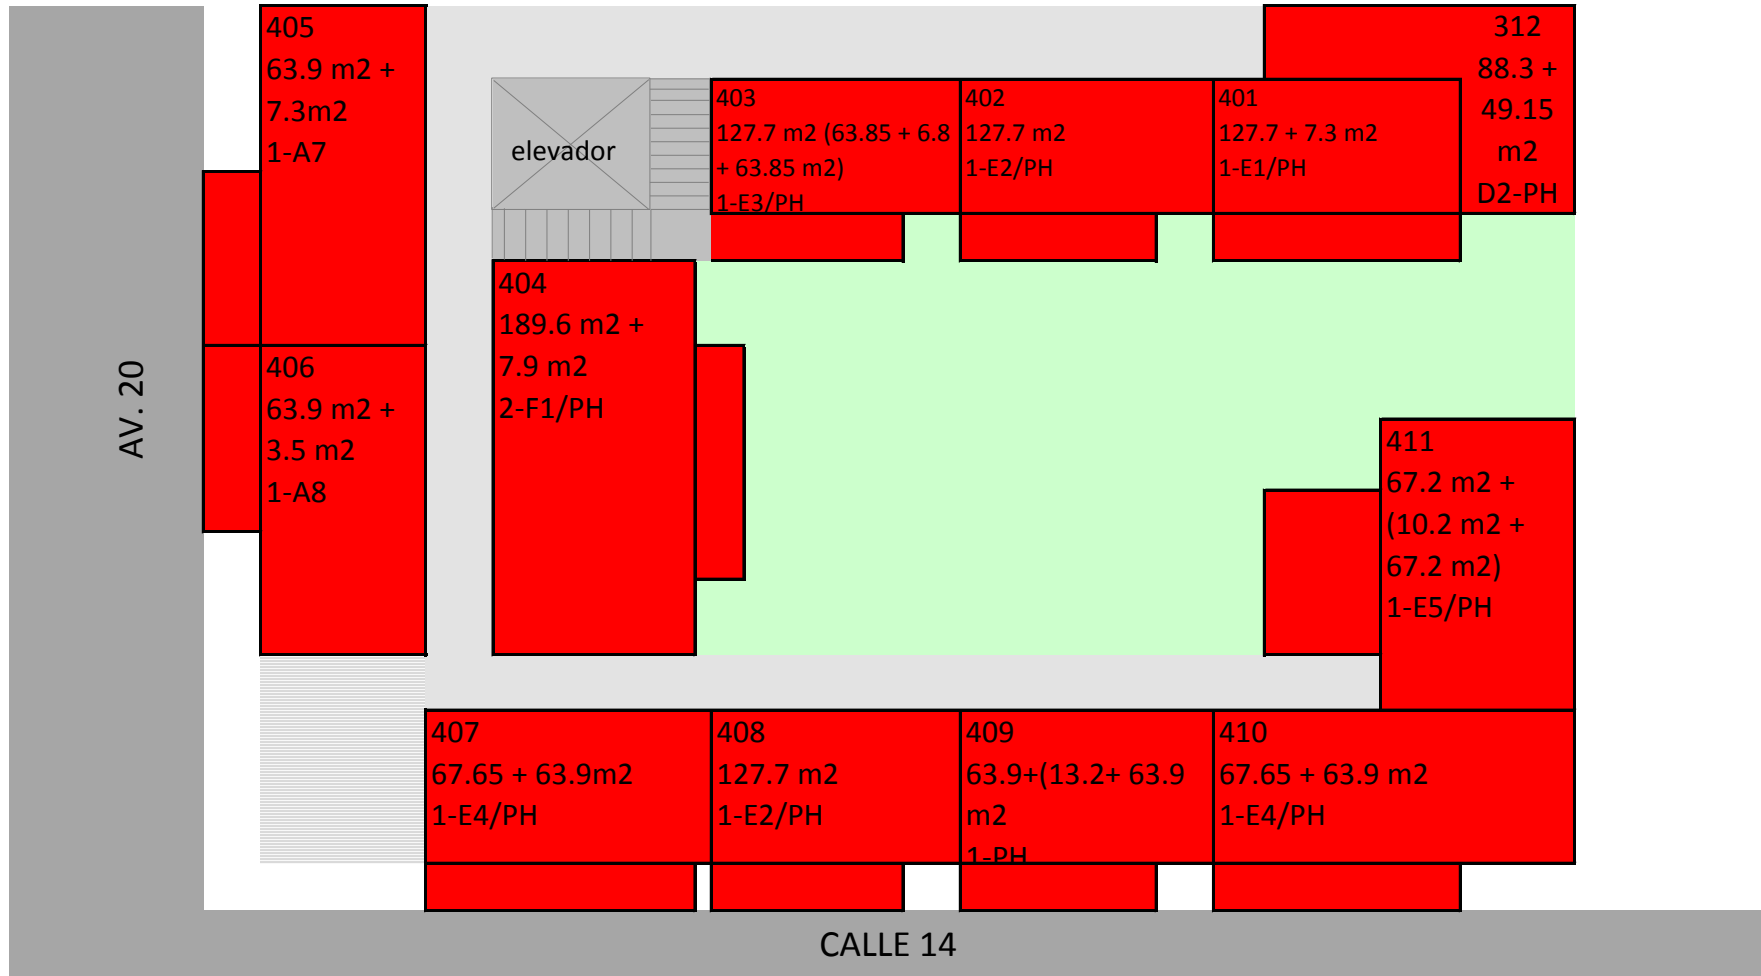 405
63.9 m2 +
7.3m2
1-A7
312
88.3 +
49.15
m2
D2-PH
elevador
403
127.7 m2 (63.85 + 6.8
+ 63.85 m2)
1-E3/PH
402
127.7 m2
1-E2/PH
401
127.7 + 7.3 m2
1-E1/PH
404
189.6 m2 +
7.9 m2
2-F1/PH
AV. 20
406
63.9 m2 +
3.5 m2
1-A8
411
67.2 m2 +
(10.2 m2 +
67.2 m2)
1-E5/PH
407
67.65 + 63.9m2
1-E4/PH
408
127.7 m2
1-E2/PH
409
63.9+(13.2+ 63.9
m2
1-PH
410
67.65 + 63.9 m2
1-E4/PH
CALLE 14